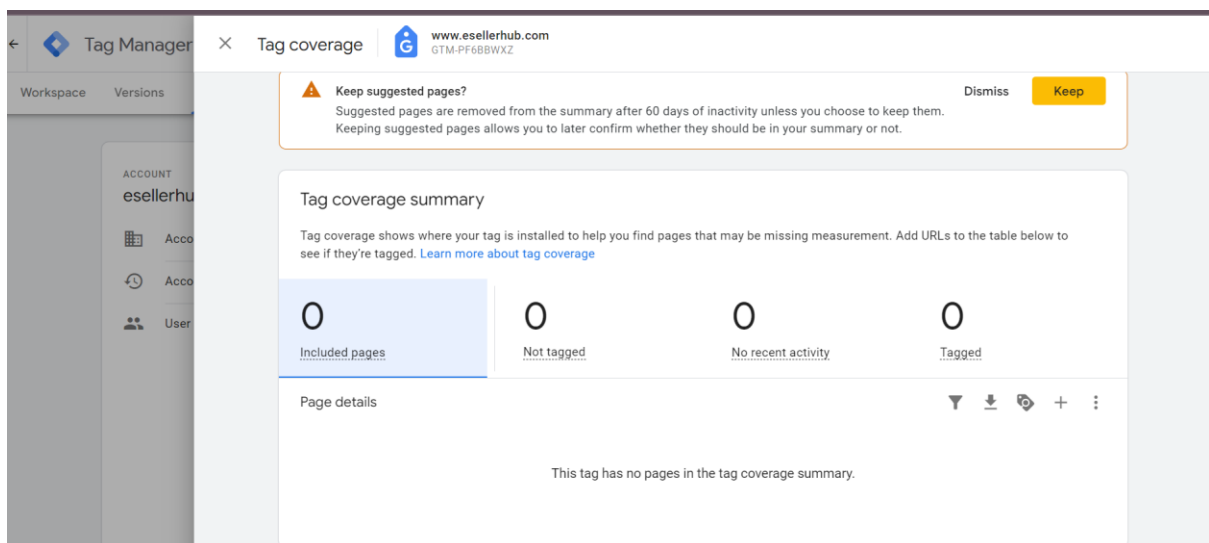 Tag Manager
Workspace
Versions
ACCOUNT
esellerhu
Acco
Acco
User
Tag coverage
www.esellerhub.com
GTM-PF6BBWXZ
Keep suggested pages?
Dismiss
Keep
Suggested pages are removed from the summary after 60 days of inactivity unless you choose to keep them.
Keeping suggested pages allows you to later confirm whether they should be in your summary or not.
Tag coverage summary
Tag coverage shows where your tag is installed to help you find pages that may be missing measurement. Add URLs to the table below to
see if they're tagged. Learn more about tag coverage
0
Included pages
0
Not tagged
0
No recent activity
0
Tagged
Page details
This tag has no pages in the tag coverage summary.